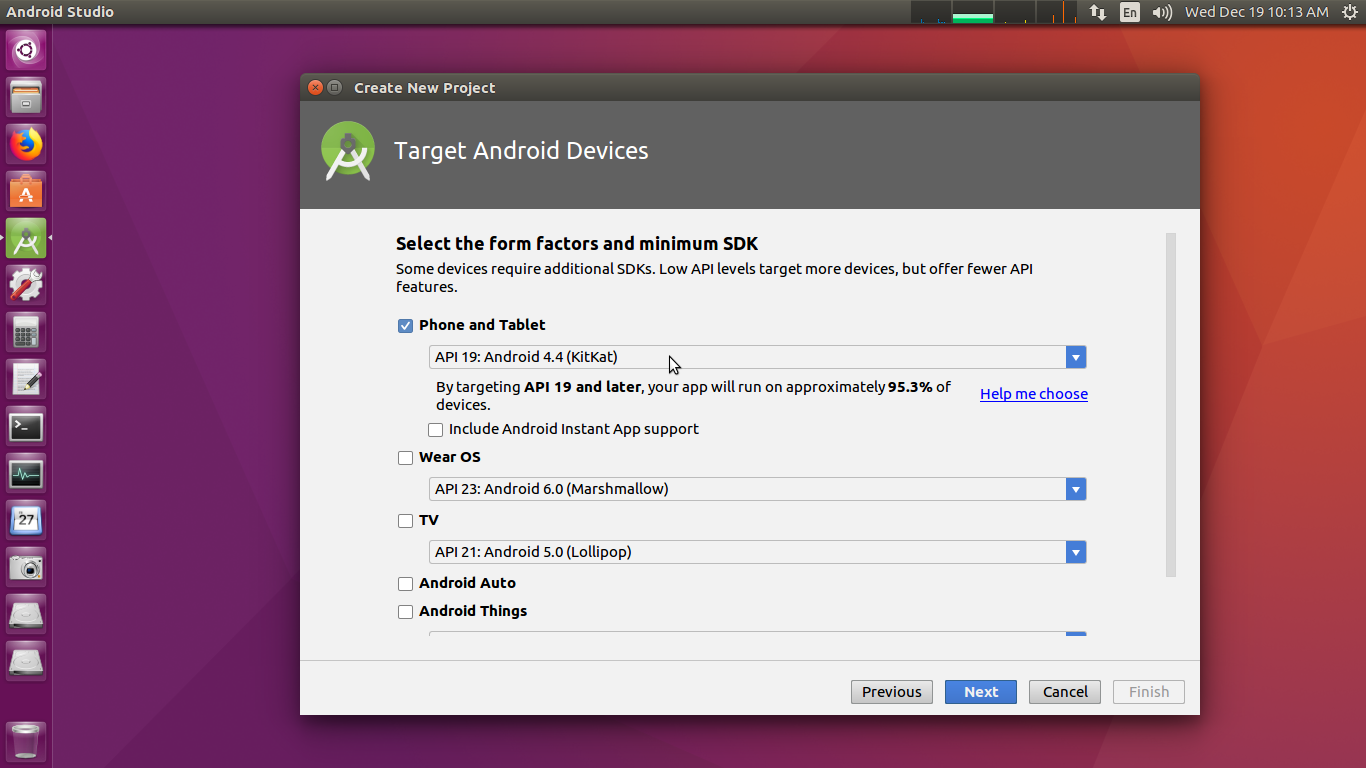 Android Studio
En
Wed Dec 19 10:13 AM
Create New Project
Target Android Devices
Select the form factors and minimum SDK
Some devices require additional SDKs. Low API levels target more devices, but offer fewer API
features.
Phone and Tablet
API 19: Android 4.4 (KitKat)
By targeting API 19 and later, your app will run on approximately 95.3% of
devices.
Help me choose
Include Android Instant App support
Wear OS
API 23: Android 6.0 (Marshmallow)
TV
API 21: Android 5.0 (Lollipop)
Android Auto
Android Things
27
Previous
Next
Cancel
Finish